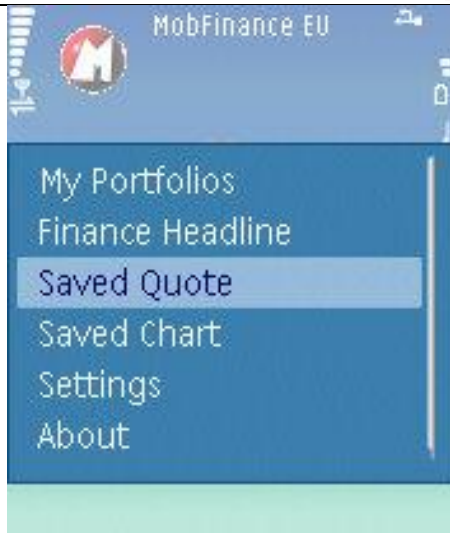 MobFinance EU
My Portfolios
Finance Headline
Saved Quote
Saved Chart
Settings
About